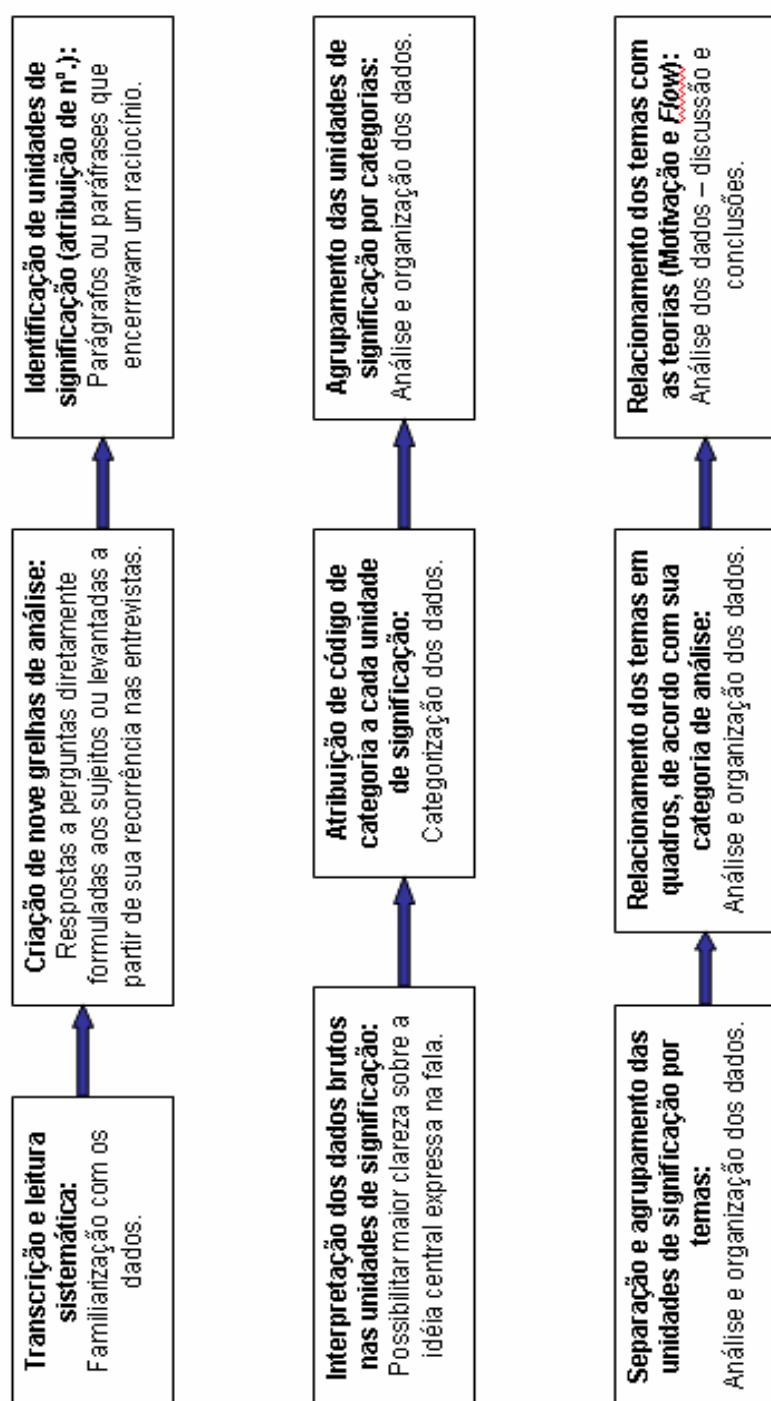 Transcrição e leitura
sistemática:
Familiarização com os
dados.
Criação de nove grelhas de análise:
Respostas a perguntas diretamente
formuladas aos sujeitos ou levantadas a
partir de sua recorrência nas entrevistas.
Identificação de unidades de
significação (atribuição de nº.):
Parágrafos ou paráfrases que
encerravam um raciocínio.
Interpretação dos dados brutos
nas unidades de significação:
Possibilitar maior clareza sobre a
idéia central expressa na fala.
Atribuição de código de
categoria a cada unidade
de significação:
Categorização dos dados.
Agrupamento das unidades de
significação por categorias:
Análise e organização dos dados.
Separação e agrupamento das
unidades de significação por
temas:
Análise e organização dos dados.
Relacionamento dos temas em
quadros, de acordo com sua
categoria de análise:
Análise e organização dos dados.
Relacionamento dos temas com
as teorias (Motivação e Flow):
Análise dos dados – discussão e
conclusões.